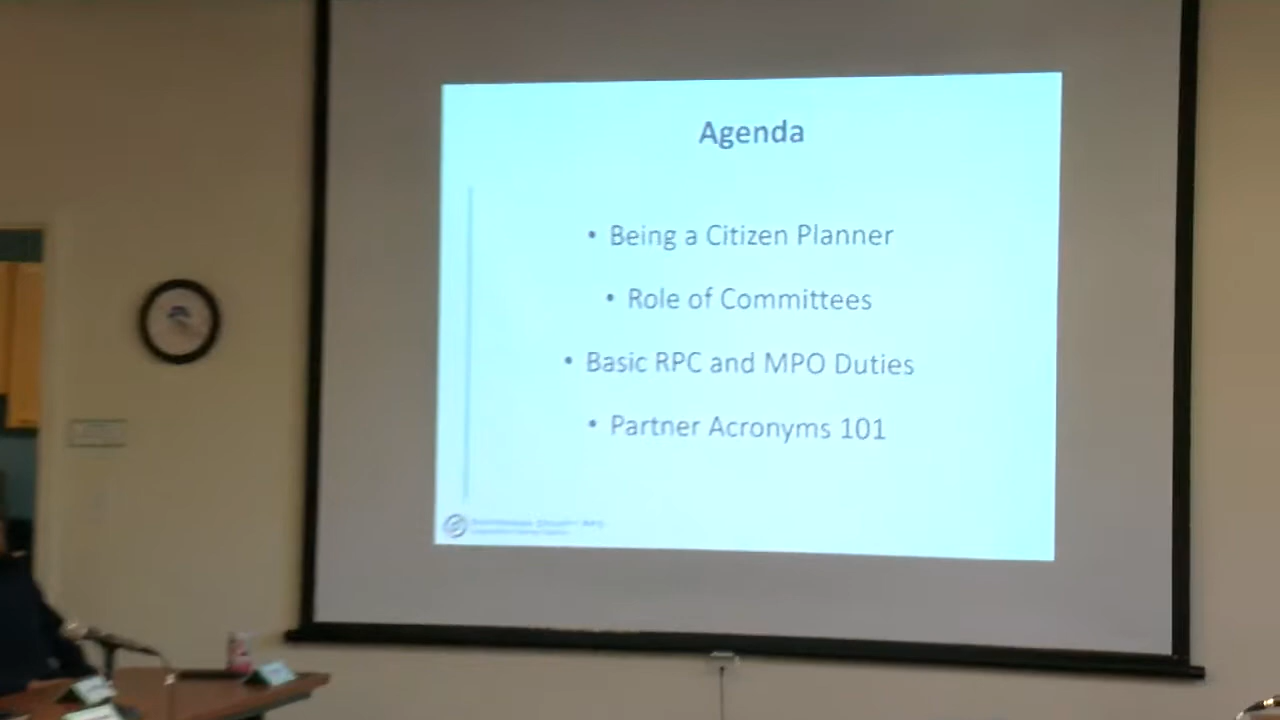 Agenda
• Being a Citizen Planner
• Role of Committees
• Basic RPC and MPO Duties
• Partner Acronyms 101